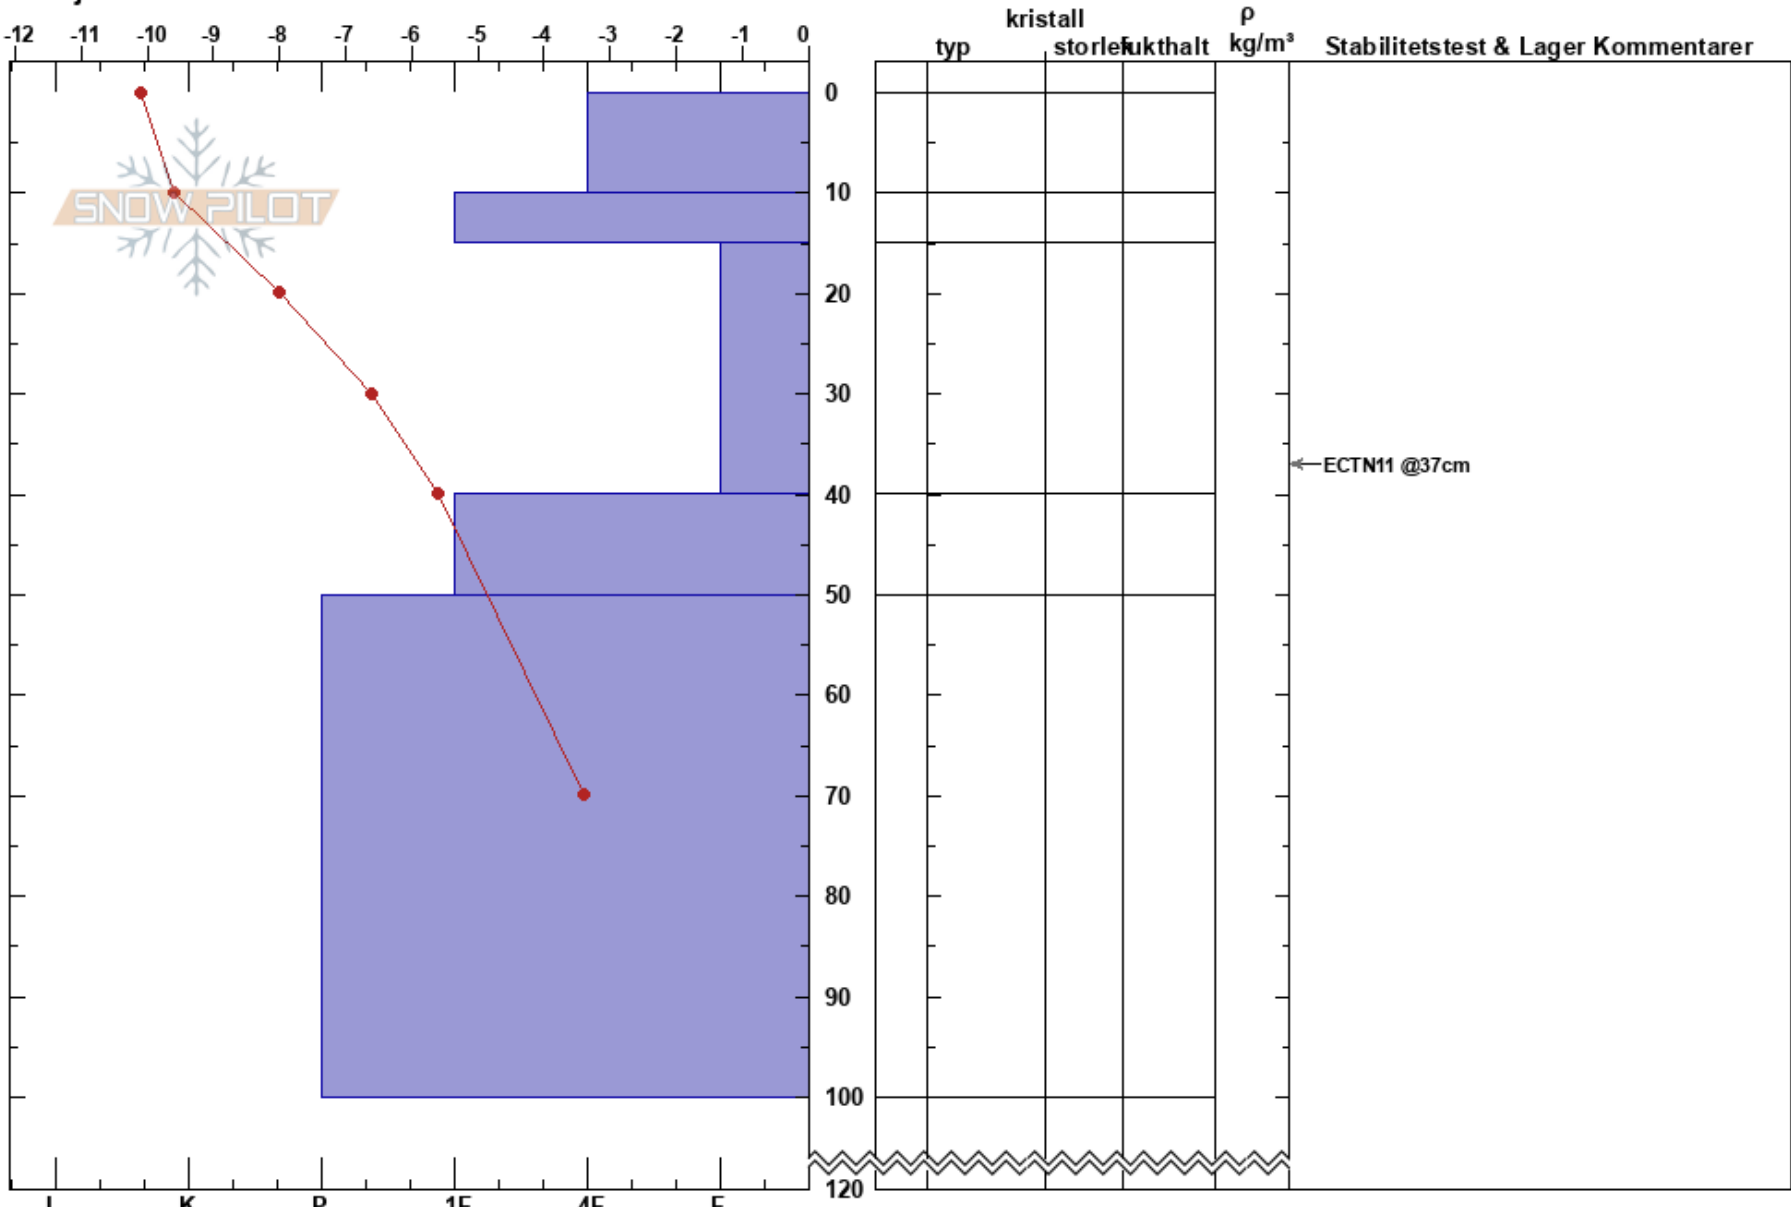 kristall ρ
-12 -11 -10 -9 -8 -7 -6 -5 -4 -3 -2 -1 0 typ storlek fukthalt kg/m³ Stabilitetstest & Lager Kommentarer
0
SNOW PILOT
10
20
30
ECTN11 @37cm
40
50
60
70
80
90
100
120
I K P 1F 4F F